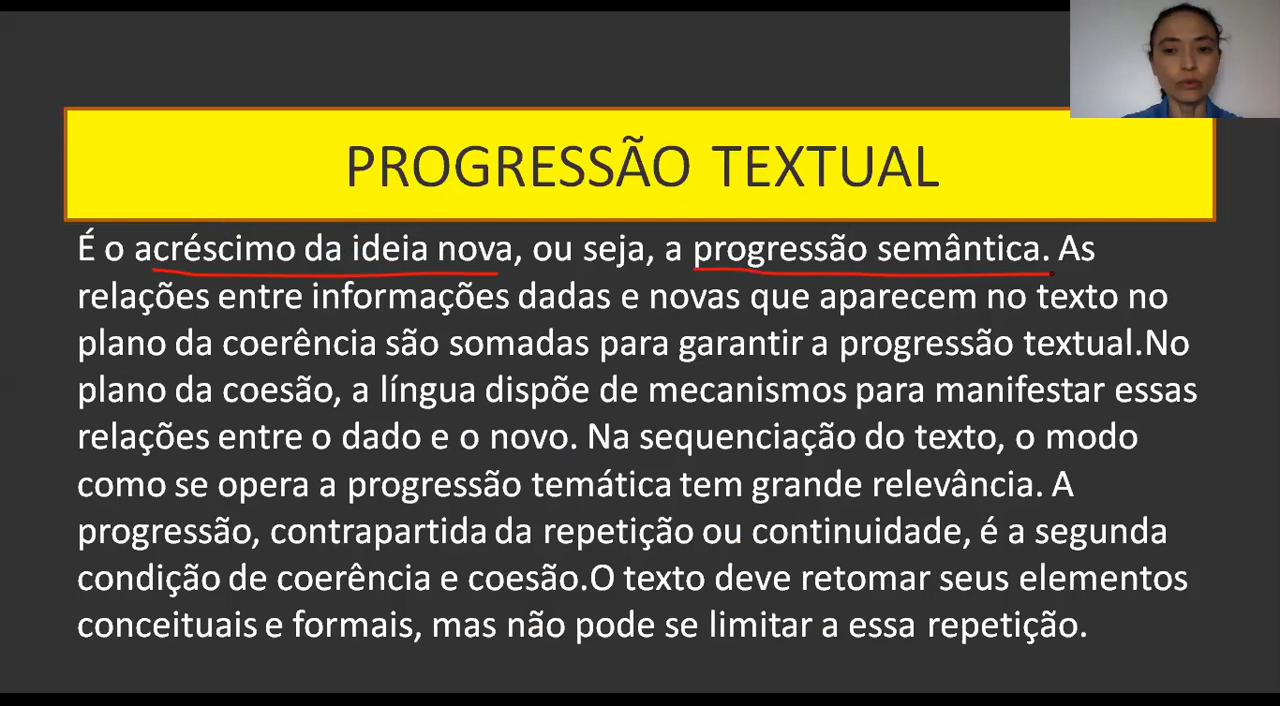 PROGRESSÃO TEXTUAL
É o acréscimo da ideia nova, ou seja, a progressão semântica. As
relações entre informações dadas e novas que aparecem no texto no
plano da coerência são somadas para garantir a progressão textual.No
plano da coesão, a língua dispõe de mecanismos para manifestar essas
relações entre o dado e o novo. Na sequenciação do texto, o modo
como se opera a progressão temática tem grande relevância. A
progressão, contrapartida da repetição ou continuidade, é a segunda
condição de coerência e coesão.O texto deve retomar seus elementos
conceituais e formais, mas não pode se limitar a essa repetição.